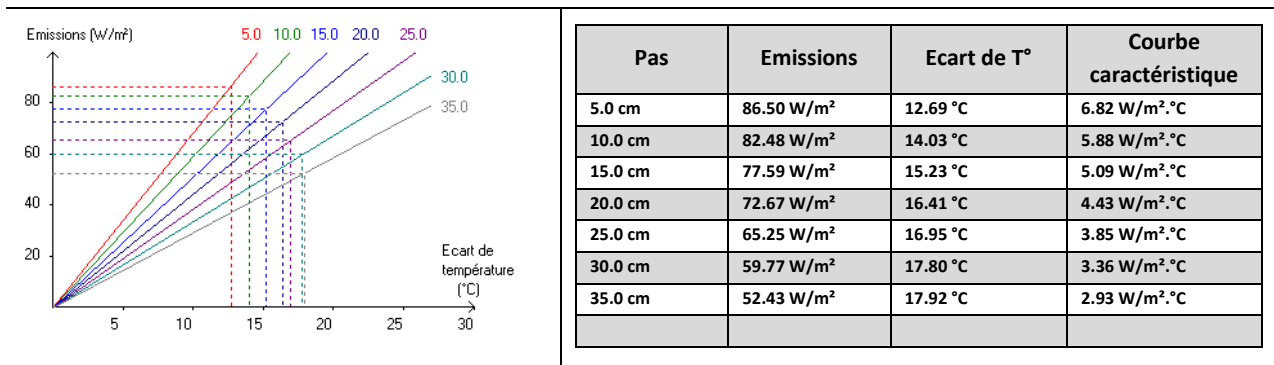 Emissions (W/m²)
5.0 10.0 15.0 20.0 25.0
30.0
35.0
80
60
40
20
Ecart de
température
(°C)
5 10 15 20 25 30
Pas Emissions Ecart de T° Courbe
caractéristique
5.0 cm 86.50 W/m² 12.69 °C 6.82 W/m².°C
10.0 cm 82.48 W/m² 14.03 °C 5.88 W/m².°C
15.0 cm 77.59 W/m² 15.23 °C 5.09 W/m².°C
20.0 cm 72.67 W/m² 16.41 °C 4.43 W/m².°C
25.0 cm 65.25 W/m² 16.95 °C 3.85 W/m².°C
30.0 cm 59.77 W/m² 17.80 °C 3.36 W/m².°C
35.0 cm 52.43 W/m² 17.92 °C 2.93 W/m².°C